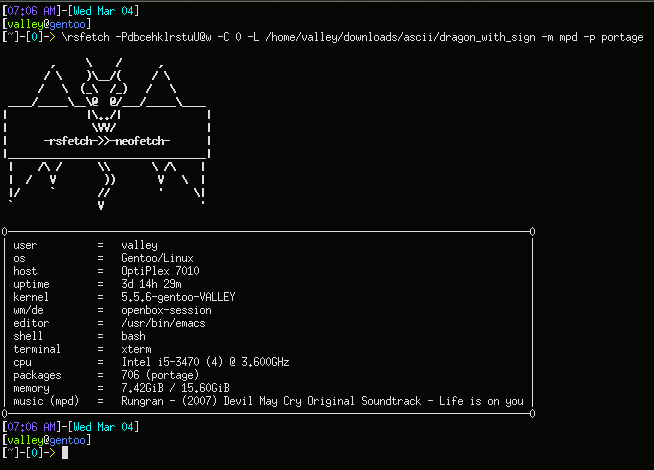 [07:06 AM]-[Wed Mar 04]
[valley@gentoo]
[~]-[0]-> \rsfetch -PdbcehklrstuU@w -C 0 -L /home/valley/downloads/ascii/dragon_with_sign -m mpd -p portage
-rsfetch->>-neofetch-
user = valley
os = Gentoo/Linux
host = OptiPlex 7010
uptime = 3d 14h 29m
kernel = 5.5.6-gentoo-VALLEY
wm/de = openbox-session
editor = /usr/bin/emacs
shell = bash
terminal = xterm
cpu = Intel i5-3470 (4) @ 3.600GHz
packages = 706 (portage)
memory = 7.42GiB / 15.60GiB
music (mpd) = Rungran - (2007) Devil May Cry Original Soundtrack - Life is on you
[07:06 AM]-[Wed Mar 04]
[valley@gentoo]
[~]-[0]->